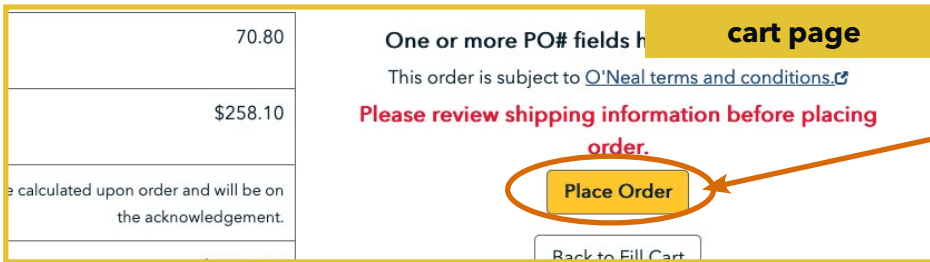 70.80
$258.10
e calculated upon order and will be on
the acknowledgement.
One or more PO# fields h
cart page
This order is subject to O'Neal terms and conditions.
Please review shipping information before placing
order.
Place Order
Back to Fill Cart